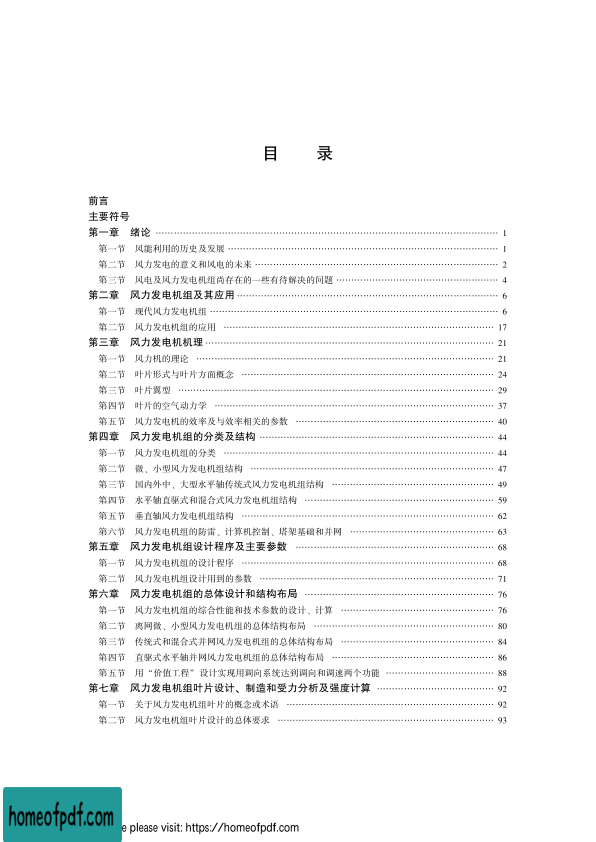 目 录
前言
主要符号
第一章 绪论 1
第一节 风能利用的历史及发展 1
第二节 风力发电的意义和风电的未来 2
第三节 风电及风力发电机组尚存在的一些有待解决的问题 4
第二章 风力发电机组及其应用 6
第一节 现代风力发电机组 6
第二节 风力发电机组的应用 17
第三章 风力发电机机理 21
第一节 风力机的理论 21
第二节 叶片形式与叶片方面概念 24
第三节 叶片翼型 29
第四节 叶片的空气动力学 37
第五节 风力发电机的效率及与效率相关的参数 40
第四章 风力发电机组的分类及结构 44
第一节 风力发电机组的分类 44
第二节 微、小型风力发电机组结构 47
第三节 国内外中、大型水平轴传统式风力发电机组结构 49
第四节 水平轴直驱式和混合式风力发电机组结构 59
第五节 垂直轴风力发电机组结构 62
第六节 风力发电机组的防雷、计算机控制、塔架基础和并网 63
第五章 风力发电机组设计程序及主要参数 68
第一节 风力发电机组的设计程序 68
第二节 风力发电机组设计用到的参数 71
第六章 风力发电机组的总体设计和结构布局 76
第一节 风力发电机组的综合性能和技术参数的设计、计算 76
第二节 离网微、小型风力发电机组的总体结构布局 80
第三节 传统式和混合式并网风力发电机组的总体结构布局 84
第四节 直驱式水平轴并网风力发电机组的总体结构布局 86
第五节 用“价值工程”设计实现用调向系统达到调向和调速两个功能 88
第七章 风力发电机组叶片设计、制造和受力分析及强度计算 92
第一节 关于风力发电机组叶片的概念或术语 92
第二节 风力发电机组叶片设计的总体要求 93
homeofpdf.com
e please visit: https://homeofpdf.com